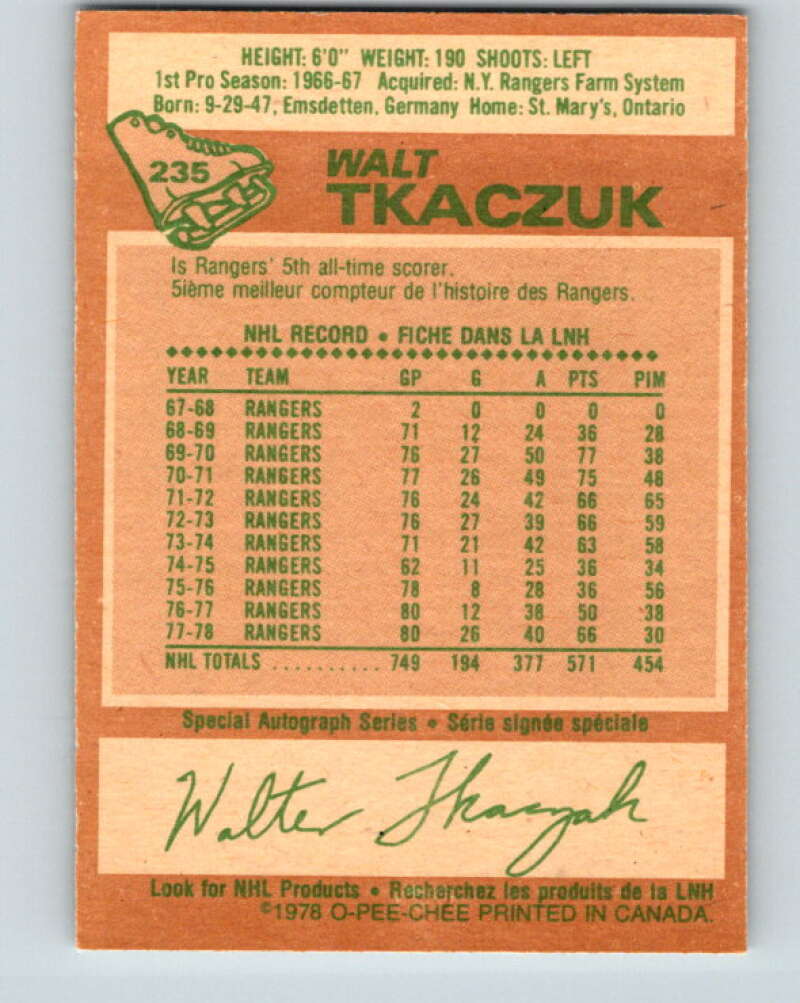 HEIGHT: 6'0" WEIGHT: 190 SHOOTS: LEFT
1st Pro Season: 1966-67 Acquired: N.Y. Rangers Farm System
Born: 9-29-47, Emsdetten, Germany Home: St. Mary's, Ontario
235
WALT
TKACZUK
Is Rangers' 5th all-time scorer.
5ième meilleur compteur de l'histoire des Rangers.
NHL RECORD • FICHE DANS LA LNH
YEAR TEAM GP G A PTS PIM
67-68 RANGERS 2 0 0 0 0
68-69 RANGERS 71 12 24 36 28
69-70 RANGERS 76 27 50 77 38
70-71 RANGERS 77 26 49 75 48
71-72 RANGERS 76 24 42 66 65
72-73 RANGERS 76 27 39 66 59
73-74 RANGERS 71 21 42 63 58
74-75 RANGERS 62 11 25 36 34
75-76 RANGERS 78 8 28 36 56
76-77 RANGERS 80 12 38 50 38
77-78 RANGERS 80 26 40 66 30
NHL TOTALS .......... 749 194 377 571 454
Special Autograph Series • Série signée spéciale
Walter Tkaczuk
Look for NHL Products • Recherchez les produits de la LNH
©1978 O-PEE-CHEE PRINTED IN CANADA.